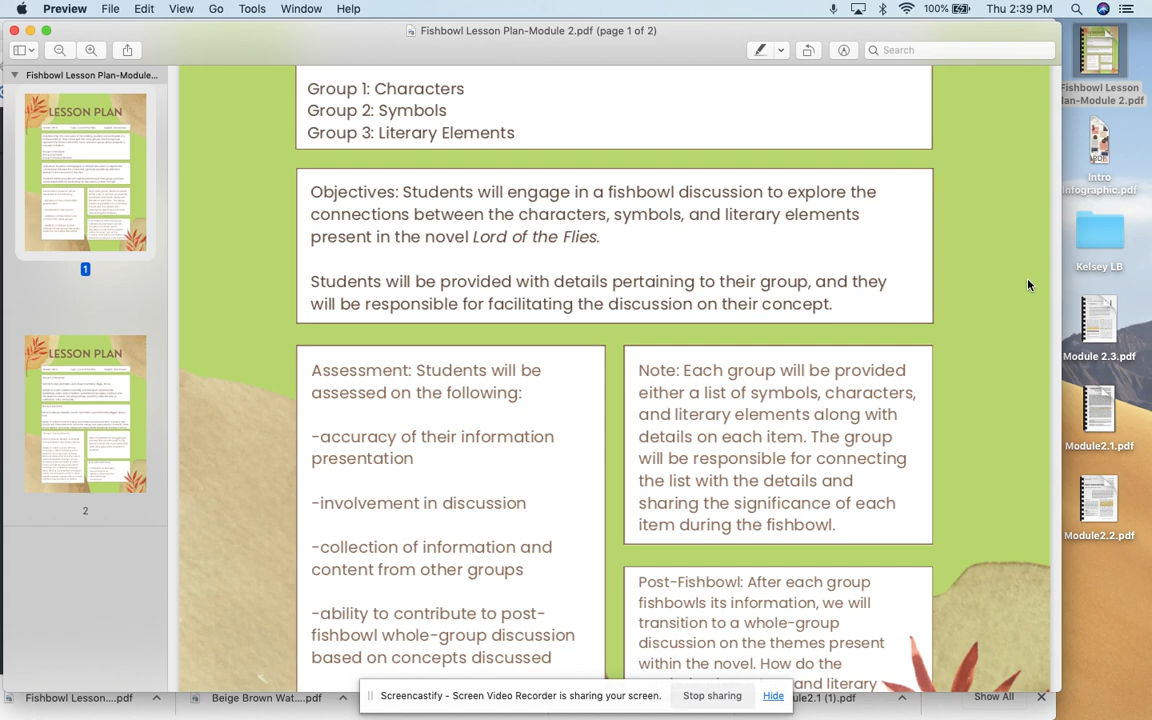 Preview File Edit View Go Tools Window Help 100% Thu 2:39 PM
Fishbowl Lesson Plan-Module 2.pdf (page 1 of 2)
Search
Fishbowl Lesson Plan-Module...
LESSON PLAN
1
LESSON PLAN
2
Group 1: Characters
Group 2: Symbols
Group 3: Literary Elements
Objectives: Students will engage in a fishbowl discussion to explore the
connections between the characters, symbols, and literary elements
present in the novel Lord of the Flies.
Students will be provided with details pertaining to their group, and they
will be responsible for facilitating the discussion on their concept.
Assessment: Students will be
assessed on the following:
-accuracy of their information
presentation
-involvement in discussion
-collection of information and
content from other groups
-ability to contribute to post-
fishbowl whole-group discussion
based on concepts discussed
Note: Each group will be provided
either a list of symbols, characters,
and literary elements along with
details on each item. The group
will be responsible for connecting
the list with the details and
sharing the significance of each
item during the fishbowl.
Post-Fishbowl: After each group
fishbowls its information, we will
transition to a whole-group
discussion on the themes present
within the novel. How do the
and literary
Fishbowl Lesson
lan-Module 2.pdf
PDF
Intro
infographic.pdf
Kelsey LB
Module 2.3.pdf
Module2.1.pdf
Module2.2.pdf
Screencastify - Screen Video Recorder is sharing your screen. Stop sharing Hide
Fishbowl Lesson....pdf Beige Brown Wat....pdf ule2.1 (1).pdf Show All